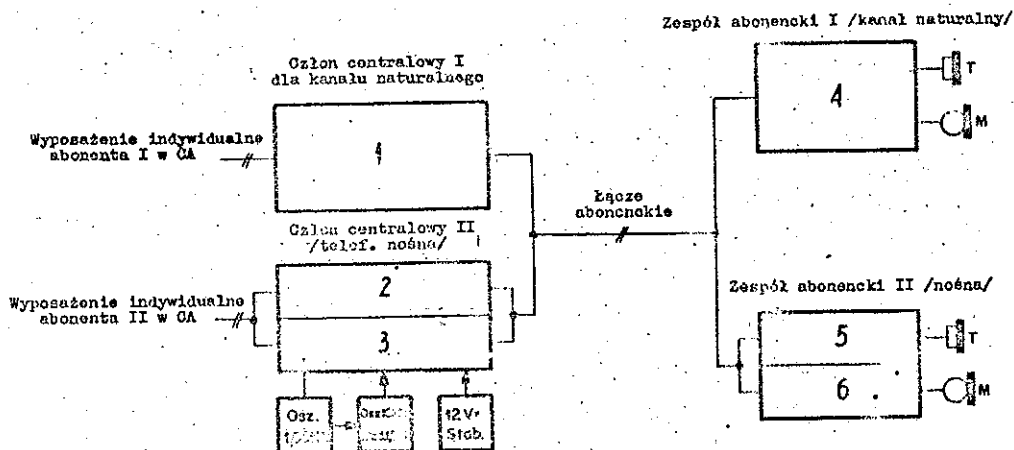 Zespół abonencki I /kanał naturalny/
Człon centralowy I
dla kanału naturalnego
T
4
M
Wyposażenie indywidualne
abonenta I w CA
1
Łącze
abonenckie
Człon centralowy II
/telef. nośna/
2
Wyposażenie indywidualne
abonenta II w CA
3
Zespół abonencki II /nośna/
5
T
6
M
Osz.
12V
Stab.